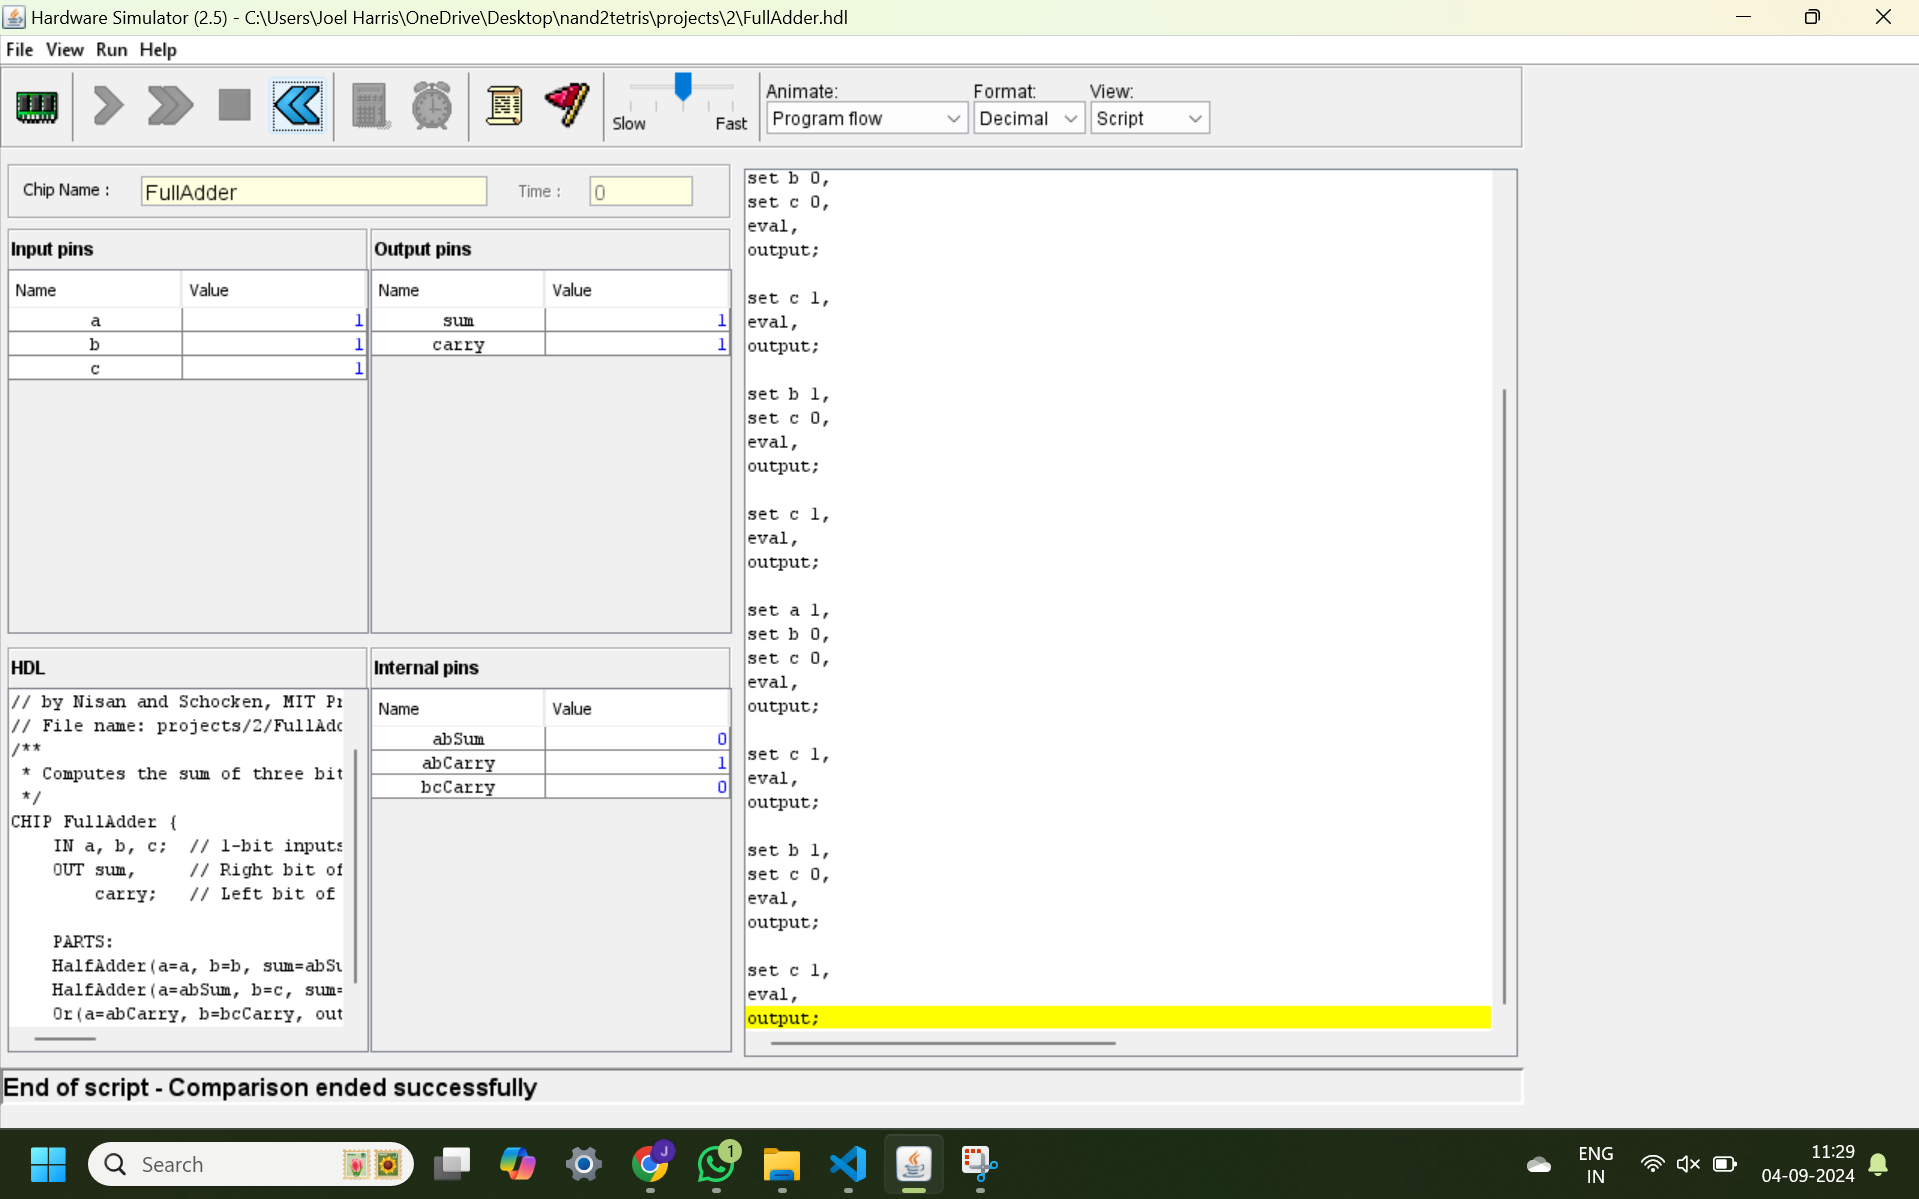 Hardware Simulator (2.5) - C:\Users\Joel Harris\OneDrive\Desktop\nand2tetris\projects\2\FullAdder.hdl
File View Run Help
Slow Fast
Animate:
Program flow
Format:
Decimal
View:
Script
Chip Name :
FullAdder
Time :
0
Input pins
Name Value
a 1
b 1
c 1
Output pins
Name Value
sum 1
carry 1
HDL
// by Nisan and Schocken, MIT Pr
// File name: projects/2/FullAdd
/**
* Computes the sum of three bit
*/
CHIP FullAdder {
IN a, b, c; // 1-bit inputs
OUT sum, // Right bit of
carry; // Left bit of
PARTS:
HalfAdder(a=a, b=b, sum=abSu
HalfAdder(a=abSum, b=c, sum=
Or(a=abCarry, b=bcCarry, out
Internal pins
Name Value
abSum 0
abCarry 1
bcCarry 0
set b 0,
set c 0,
eval,
output;
set c 1,
eval,
output;
set b 1,
set c 0,
eval,
output;
set c 1,
eval,
output;
set a 1,
set b 0,
set c 0,
eval,
output;
set c 1,
eval,
output;
set b 1,
set c 0,
eval,
output;
set c 1,
eval,
output;
End of script - Comparison ended successfully
Search
J
1
ENG
IN
11:29
04-09-2024